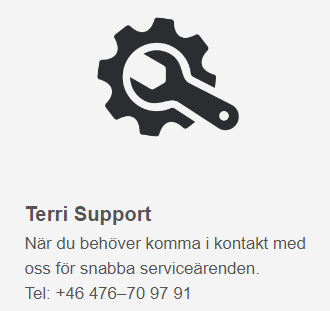 Terri Support
När du behöver komma i kontakt med
oss för snabba serviceärenden.
Tel: +46 476–70 97 91